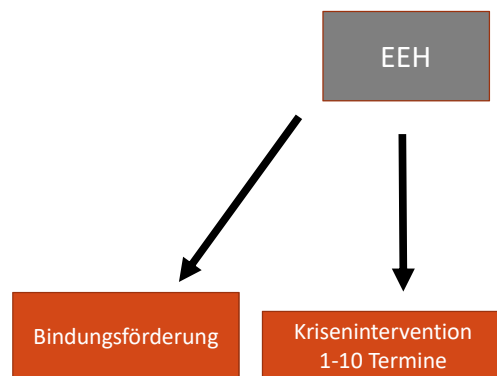 EEH
Bindungsförderung
Krisenintervention
1-10 Termine